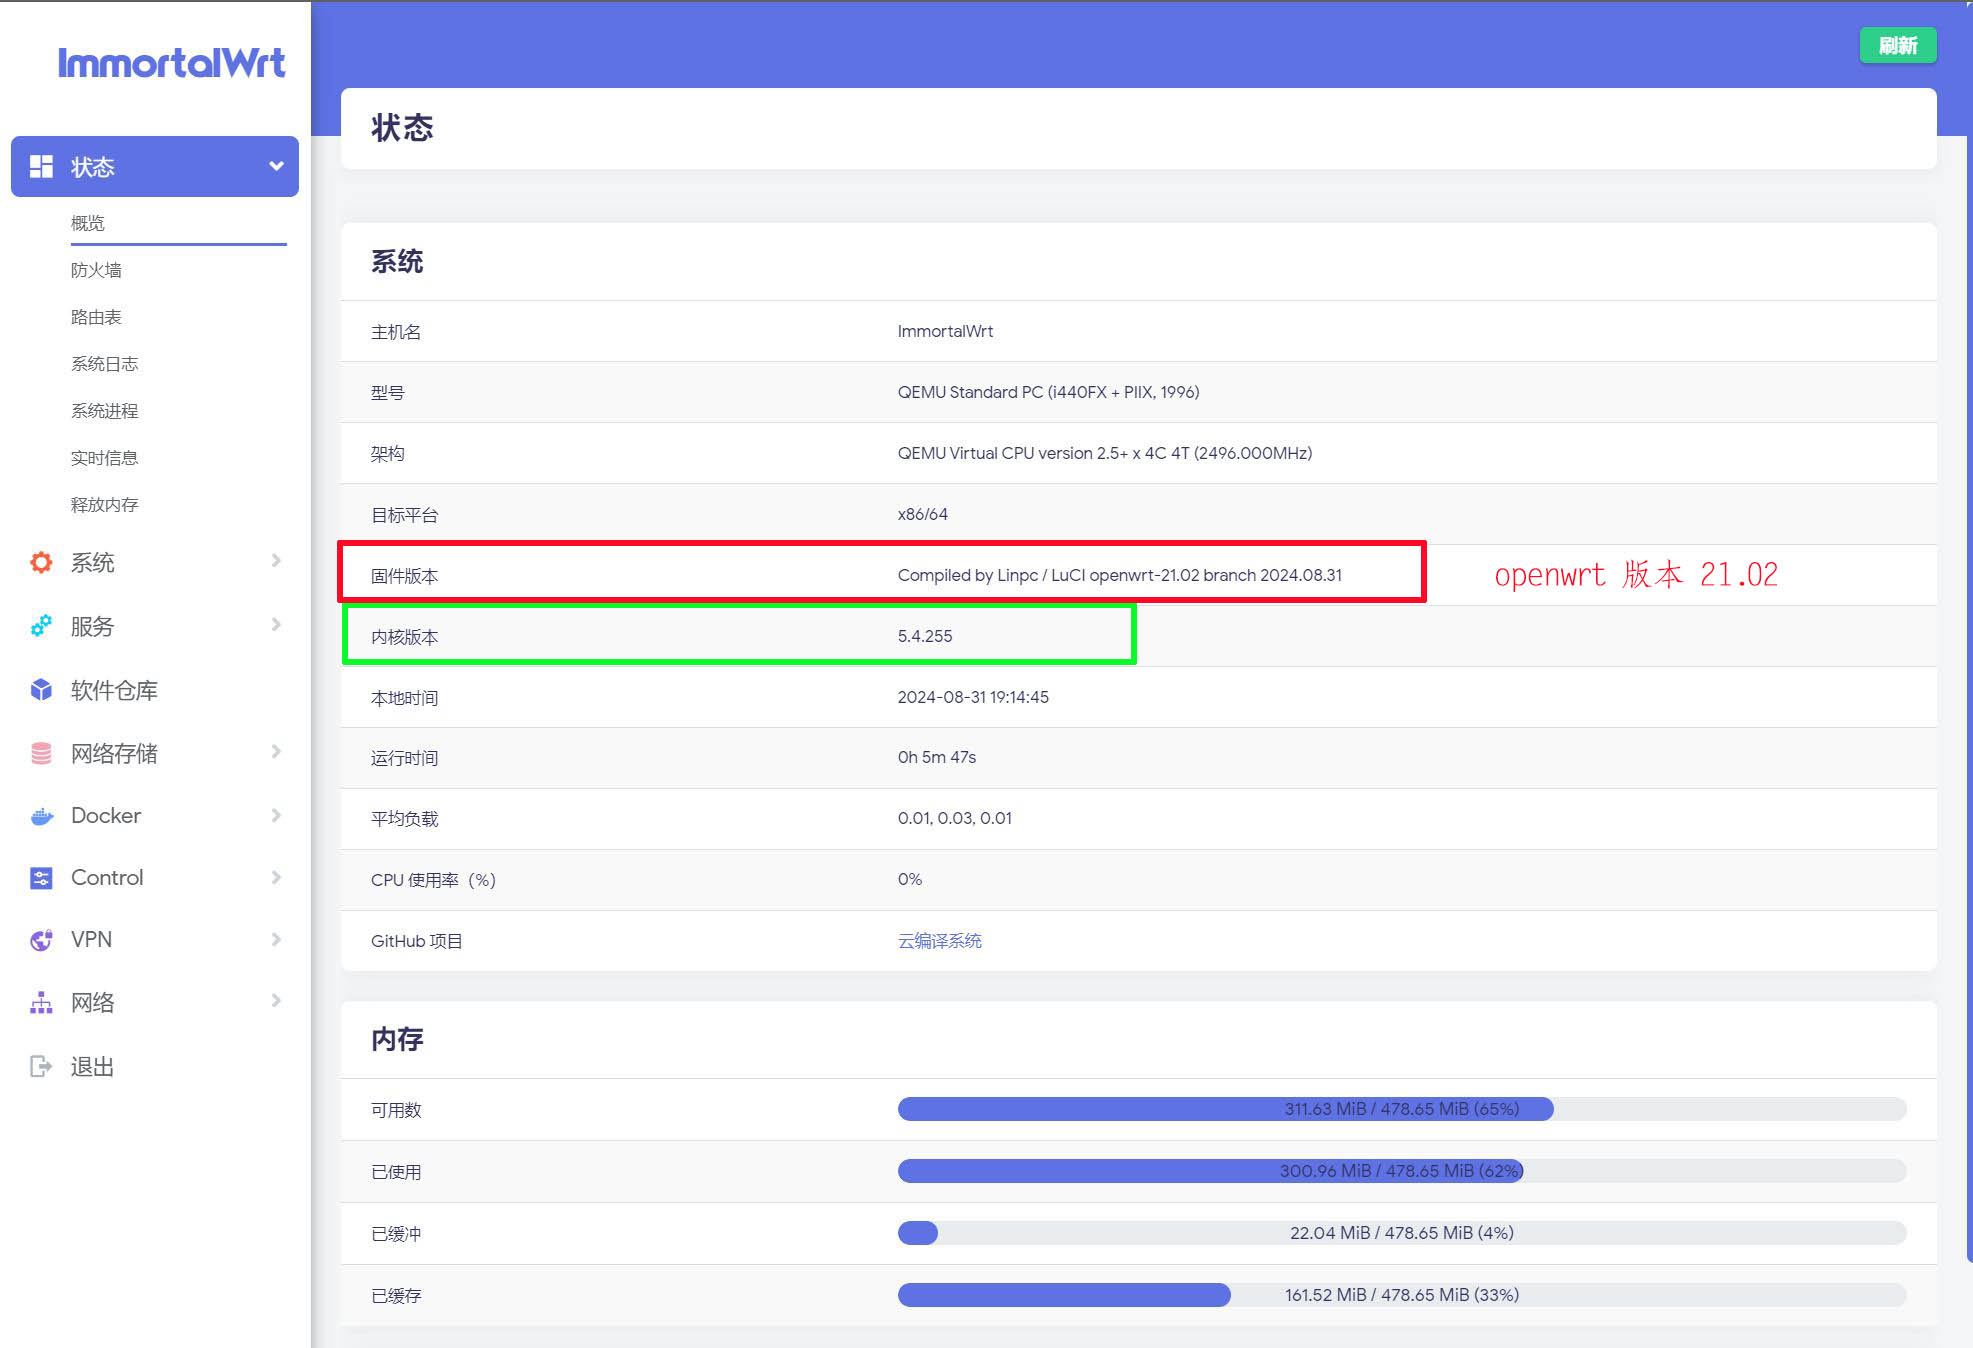 ImmortalWrt
状态
概览
防火墙
路由表
系统日志
系统进程
实时信息
释放内存
系统
服务
软件仓库
网络存储
Docker
Control
VPN
网络
退出
刷新
状态
系统
主机名 ImmortalWrt
型号 QEMU Standard PC (i440FX + PIIX, 1996)
架构 QEMU Virtual CPU version 2.5+ x 4C 4T (2496.000MHz)
目标平台 x86/64
固件版本 Compiled by Linpc / LuCI openwrt-21.02 branch 2024.08.31 openwrt 版本 21.02
内核版本 5.4.255
本地时间 2024-08-31 19:14:45
运行时间 0h 5m 47s
平均负载 0.01, 0.03, 0.01
CPU 使用率（%） 0%
GitHub 项目 云编译系统
内存
可用数 311.63 MiB / 478.65 MiB (65%)
已使用 300.96 MiB / 478.65 MiB (62%)
已缓冲 22.04 MiB / 478.65 MiB (4%)
已缓存 161.52 MiB / 478.65 MiB (33%)